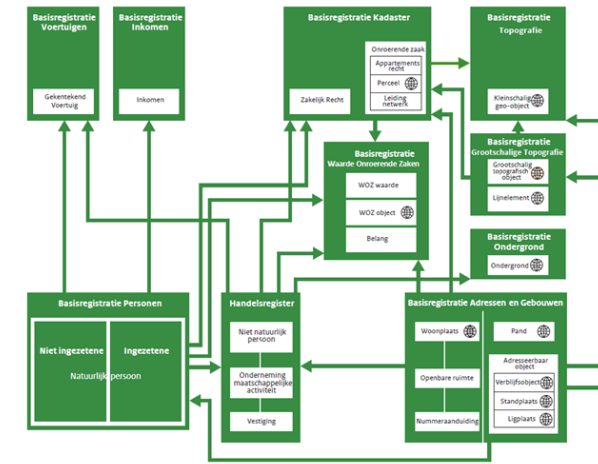 Basisregistratie
Voertuigen
Gekentekend
Voertuig
Basisregistratie
Inkomen
Inkomen
Basisregistratie Kadaster
Onroerende zaak
Appartements
recht
Perceel
Leiding
netwerk
Zakelijk Recht
Basisregistratie
Topografie
Kleinschalig
geo-object
Basisregistratie
Grootschalige Topografie
Grootschalig
topografisch
object
Lijnelement
Basisregistratie
Waarde Onroerende Zaken
WOZ waarde
WOZ object
Belang
Basisregistratie
Ondergrond
Ondergrond
Basisregistratie Personen
Niet ingezetene
Ingezetene
Natuurlijk persoon
Handelsregister
Niet natuurlijk
persoon
Onderneming
maatschappelijke
activiteit
Vestiging
Basisregistratie Adressen en Gebouwen
Woonplaats
Openbare ruimte
Nummeraanduiding
Pand
Adresseerbaar
object
Verblijfsobject
Standplaats
Ligplaats